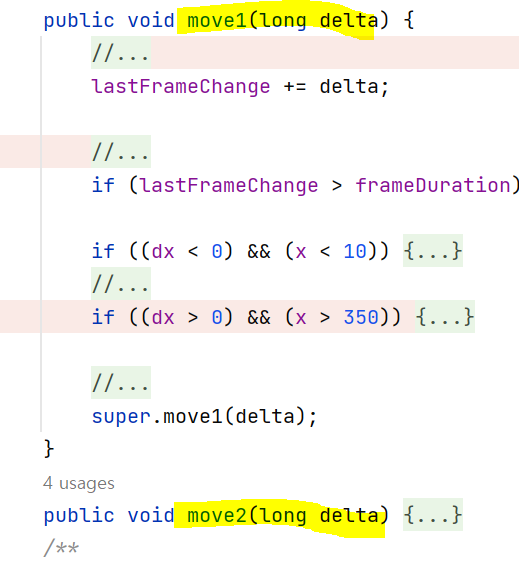 public void move1(long delta) {
//...
lastFrameChange += delta;
//...
if (lastFrameChange > frameDuration)
if ((dx < 0) && (x < 10)) {...}
//...
if ((dx > 0) && (x > 350)) {...}
//...
super.move1(delta);
}
4 usages
public void move2(long delta) {...}
/**